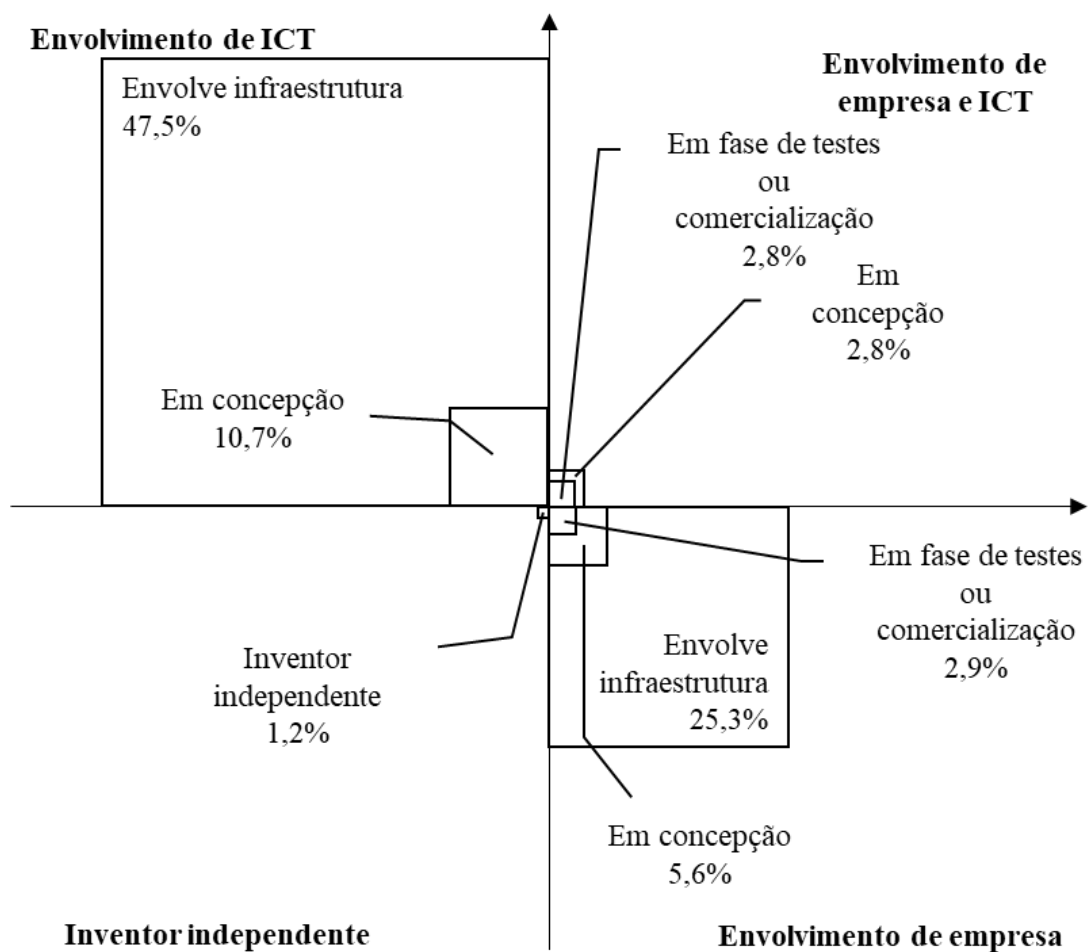 Envolvimento de ICT
Envolve infraestrutura
47,5%
Em concepção
10,7%
Envolvimento de
empresa e ICT
Em fase de testes
ou
comercialização
2,8%
Em
concepção
2,8%
Inventor
independente
1,2%
Envolve
infraestrutura
25,3%
Em fase de testes
ou
comercialização
2,9%
Em concepção
5,6%
Inventor independente
Envolvimento de empresa